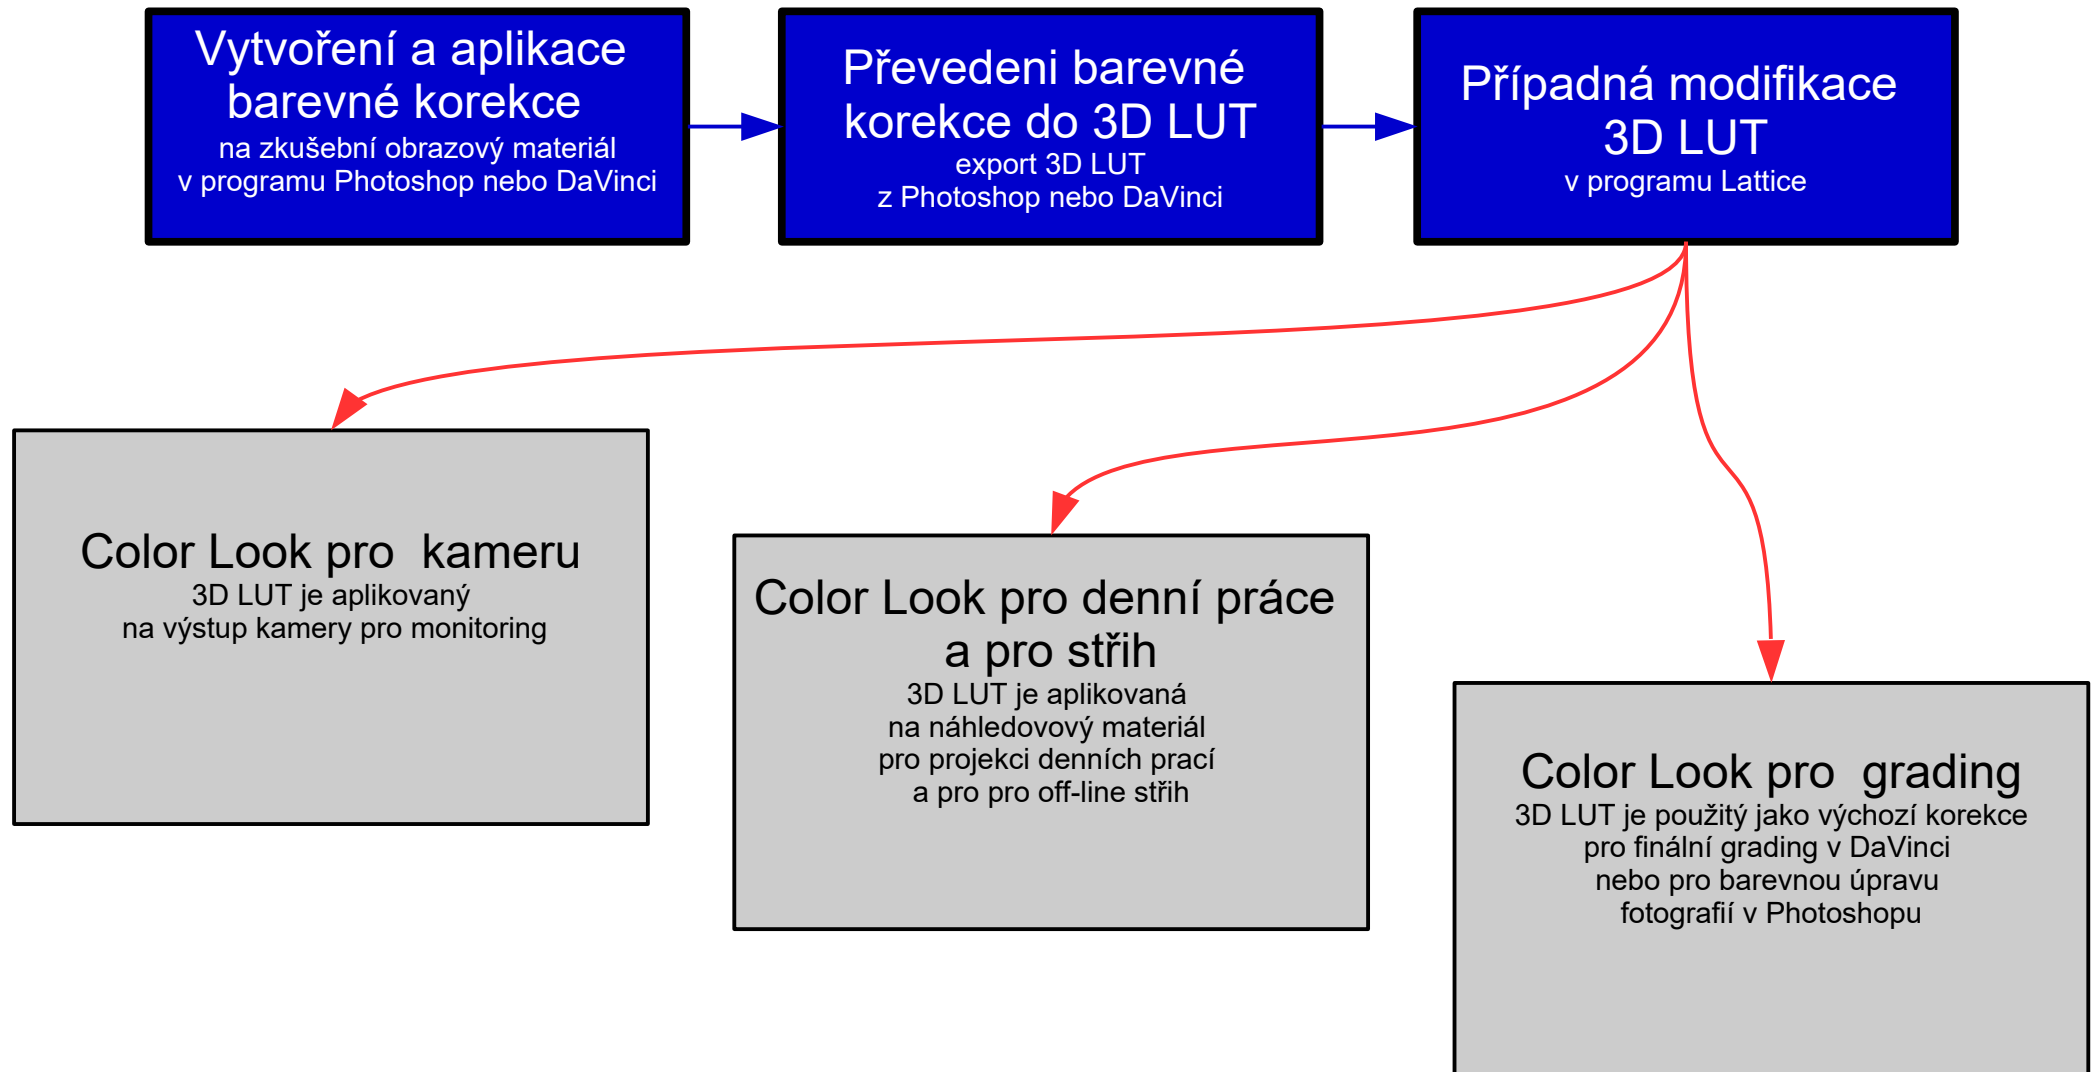 Vytvoření a aplikace
barevné korekce
na zkušební obrazový materiál
v programu Photoshop nebo DaVinci
Převedeni barevné
korekce do 3D LUT
export 3D LUT
z Photoshop nebo DaVinci
Případná modifikace
3D LUT
v programu Lattice
Color Look pro  kameru
3D LUT je aplikovaný
na výstup kamery pro monitoring
Color Look pro denní práce
a pro střih
3D LUT je aplikovaná
na náhledovový materiál
pro projekci denních prací
a pro pro off-line střih
Color Look pro  grading
3D LUT je použitý jako výchozí korekce
pro finální grading v DaVinci
nebo pro barevnou úpravu
fotografií v Photoshopu